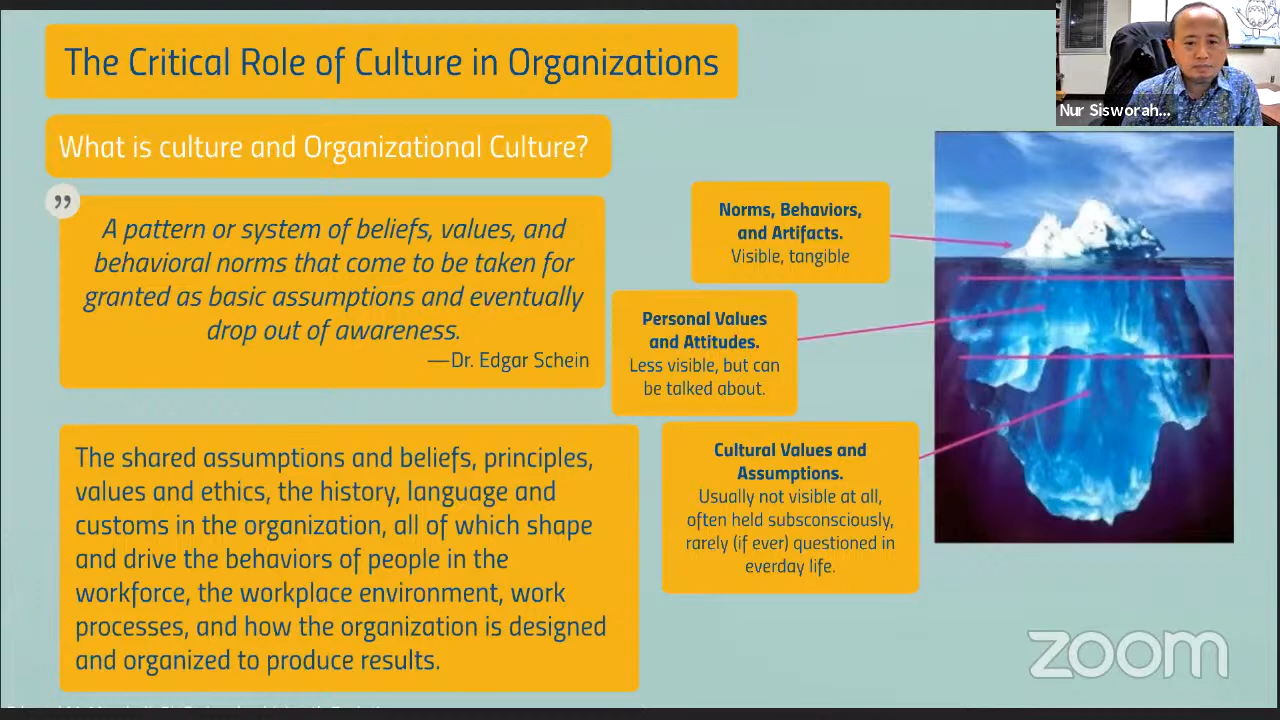 The Critical Role of Culture in Organizations
Nur Sisworah...
What is culture and Organizational Culture?
”
A pattern or system of beliefs, values, and
behavioral norms that come to be taken for
granted as basic assumptions and eventually
drop out of awareness.
—Dr. Edgar Schein
Norms, Behaviors,
and Artifacts.
Visible, tangible
Personal Values
and Attitudes.
Less visible, but can
be talked about.
Cultural Values and
Assumptions.
Usually not visible at all,
often held subsconsciously,
rarely (if ever) questioned in
everday life.
The shared assumptions and beliefs, principles,
values and ethics, the history, language and
customs in the organization, all of which shape
and drive the behaviors of people in the
workforce, the workplace environment, work
processes, and how the organization is designed
and organized to produce results.
zoom